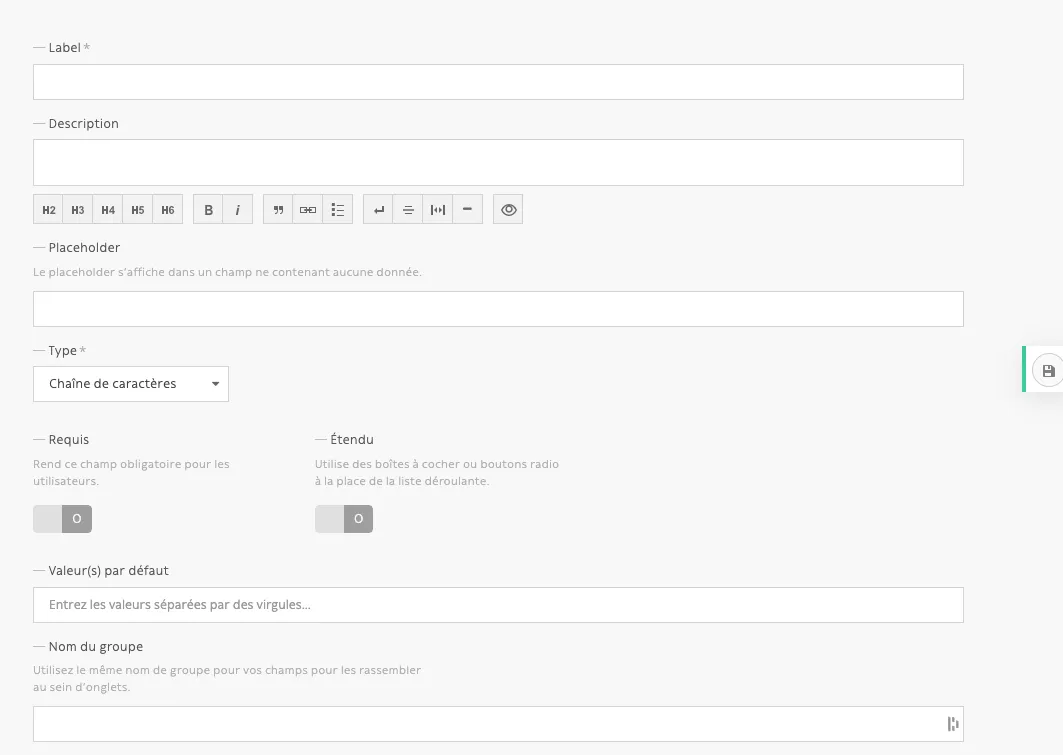 Label *
Description
H2 H3 H4 H5 H6 B i
Placeholder
Le placeholder s'affiche dans un champ ne contenant aucune donnée.
Type *
Chaîne de caractères
Requis
Rend ce champ obligatoire pour les
utilisateurs.
Étendu
Utilise des boîtes à cocher ou boutons radio
à la place de la liste déroulante.
O
O
Valeur(s) par défaut
Entrez les valeurs séparées par des virgules...
Nom du groupe
Utilisez le même nom de groupe pour vos champs pour les rassembler
au sein d'onglets.